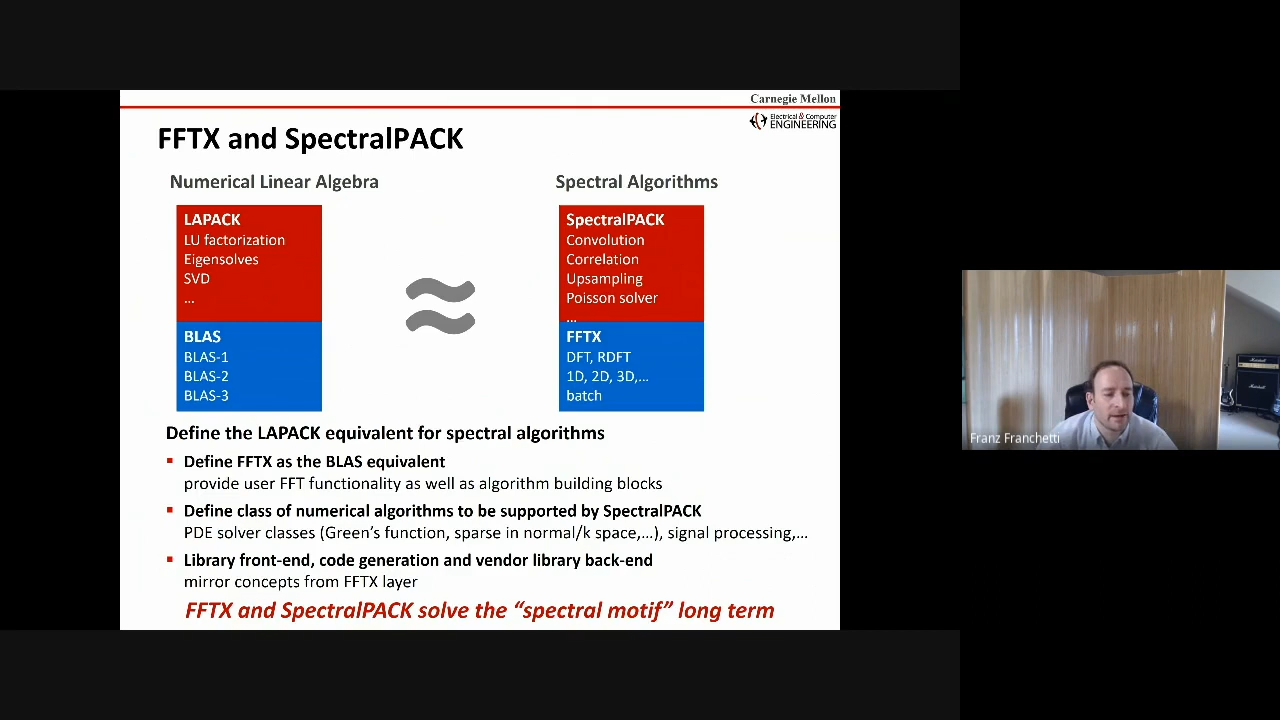 Carnegie Mellon
Electrical & Computer
ENGINEERING
FFTX and SpectralPACK
Numerical Linear Algebra
Spectral Algorithms
LAPACK
LU factorization
Eigensolves
SVD
...
BLAS
BLAS-1
BLAS-2
BLAS-3
≈
SpectralPACK
Convolution
Correlation
Upsampling
Poisson solver
...
FFTX
DFT, RDFT
1D, 2D, 3D,...
batch
Define the LAPACK equivalent for spectral algorithms
▪ Define FFTX as the BLAS equivalent
provide user FFT functionality as well as algorithm building blocks
▪ Define class of numerical algorithms to be supported by SpectralPACK
PDE solver classes (Green's function, sparse in normal/k space,...), signal processing,...
▪ Library front-end, code generation and vendor library back-end
mirror concepts from FFTX layer
FFTX and SpectralPACK solve the “spectral motif” long term
Marshall
Marshall
Franz Franchetti